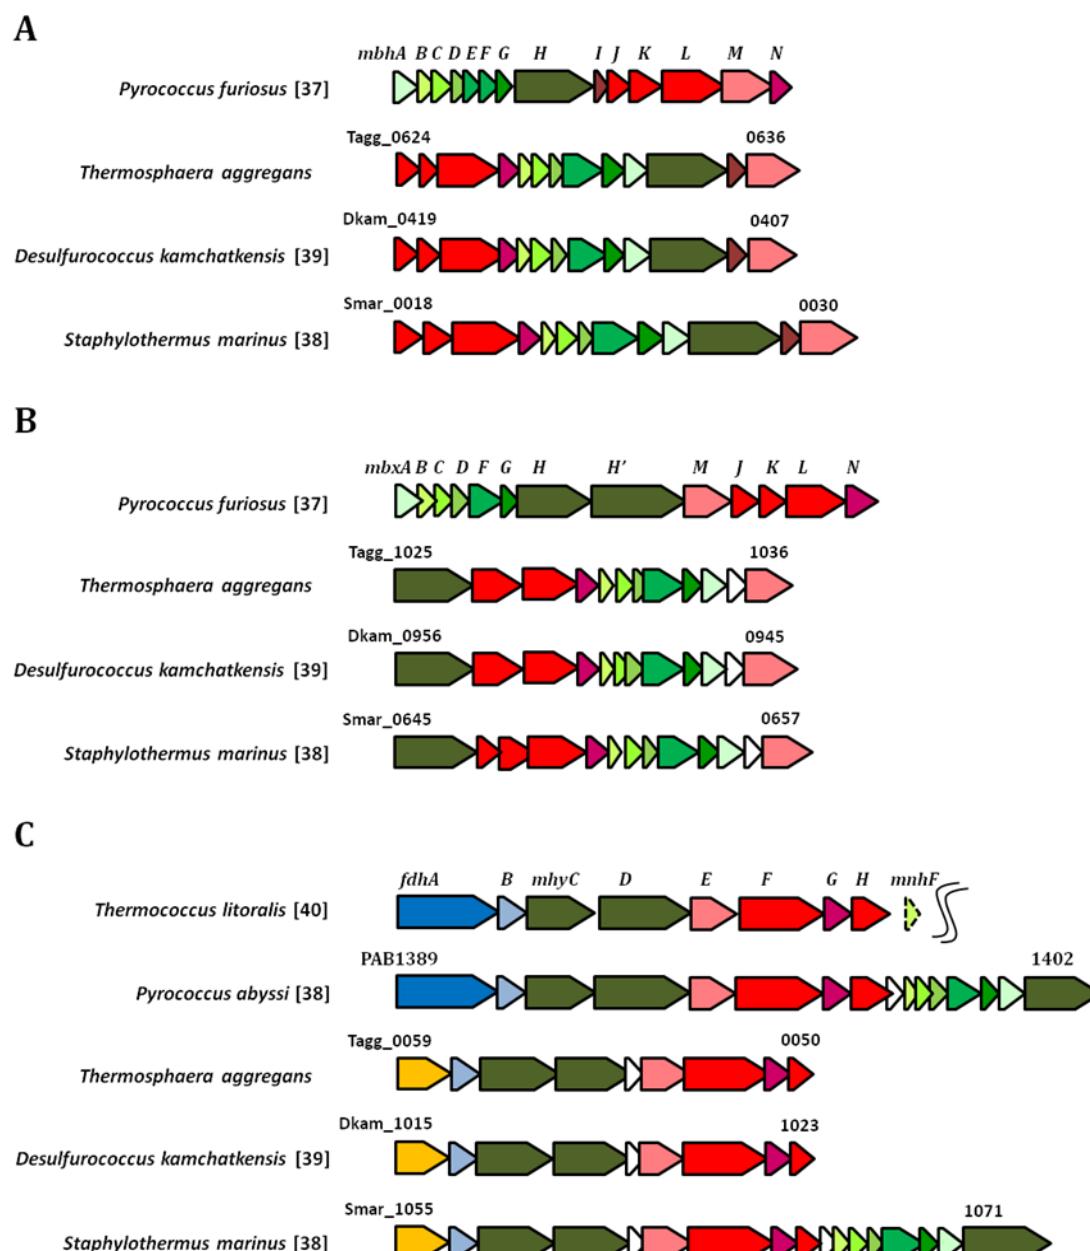 A
mbhA B C D E F G H I J K L M N
Pyrococcus furiosus [37]
Tagg_0624 0636
Thermosphaera aggregans
Dkam_0419 0407
Desulfurococcus kamchatkensis [39]
Smar_0018 0030
Staphylothermus marinus [38]
B
mbxA B C D F G H H' M J K L N
Pyrococcus furiosus [37]
Tagg_1025 1036
Thermosphaera aggregans
Dkam_0956 0945
Desulfurococcus kamchatkensis [39]
Smar_0645 0657
Staphylothermus marinus [38]
C
fdhA B mhyC D E F G H mnhF
Thermococcus litoralis [40]
PAB1389 1402
Pyrococcus abyssi [38]
Tagg_0059 0050
Thermosphaera aggregans
Dkam_1015 1023
Desulfurococcus kamchatkensis [39]
Smar_1055 1071
Staphylothermus marinus [38]